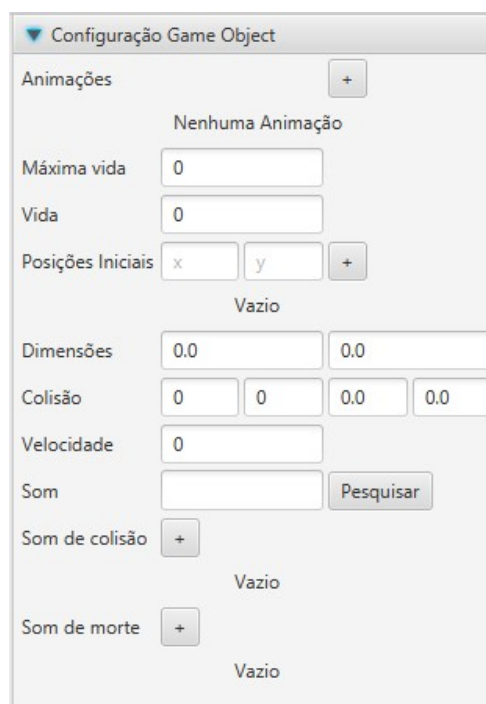 Configuração Game Object
Animações +
Nenhuma Animação
Máxima vida 0
Vida 0
Posições Iniciais x y +
Vazio
Dimensões 0.0 0.0
Colisão 0 0 0.0 0.0
Velocidade 0
Som Pesquisar
Som de colisão +
Vazio
Som de morte +
Vazio